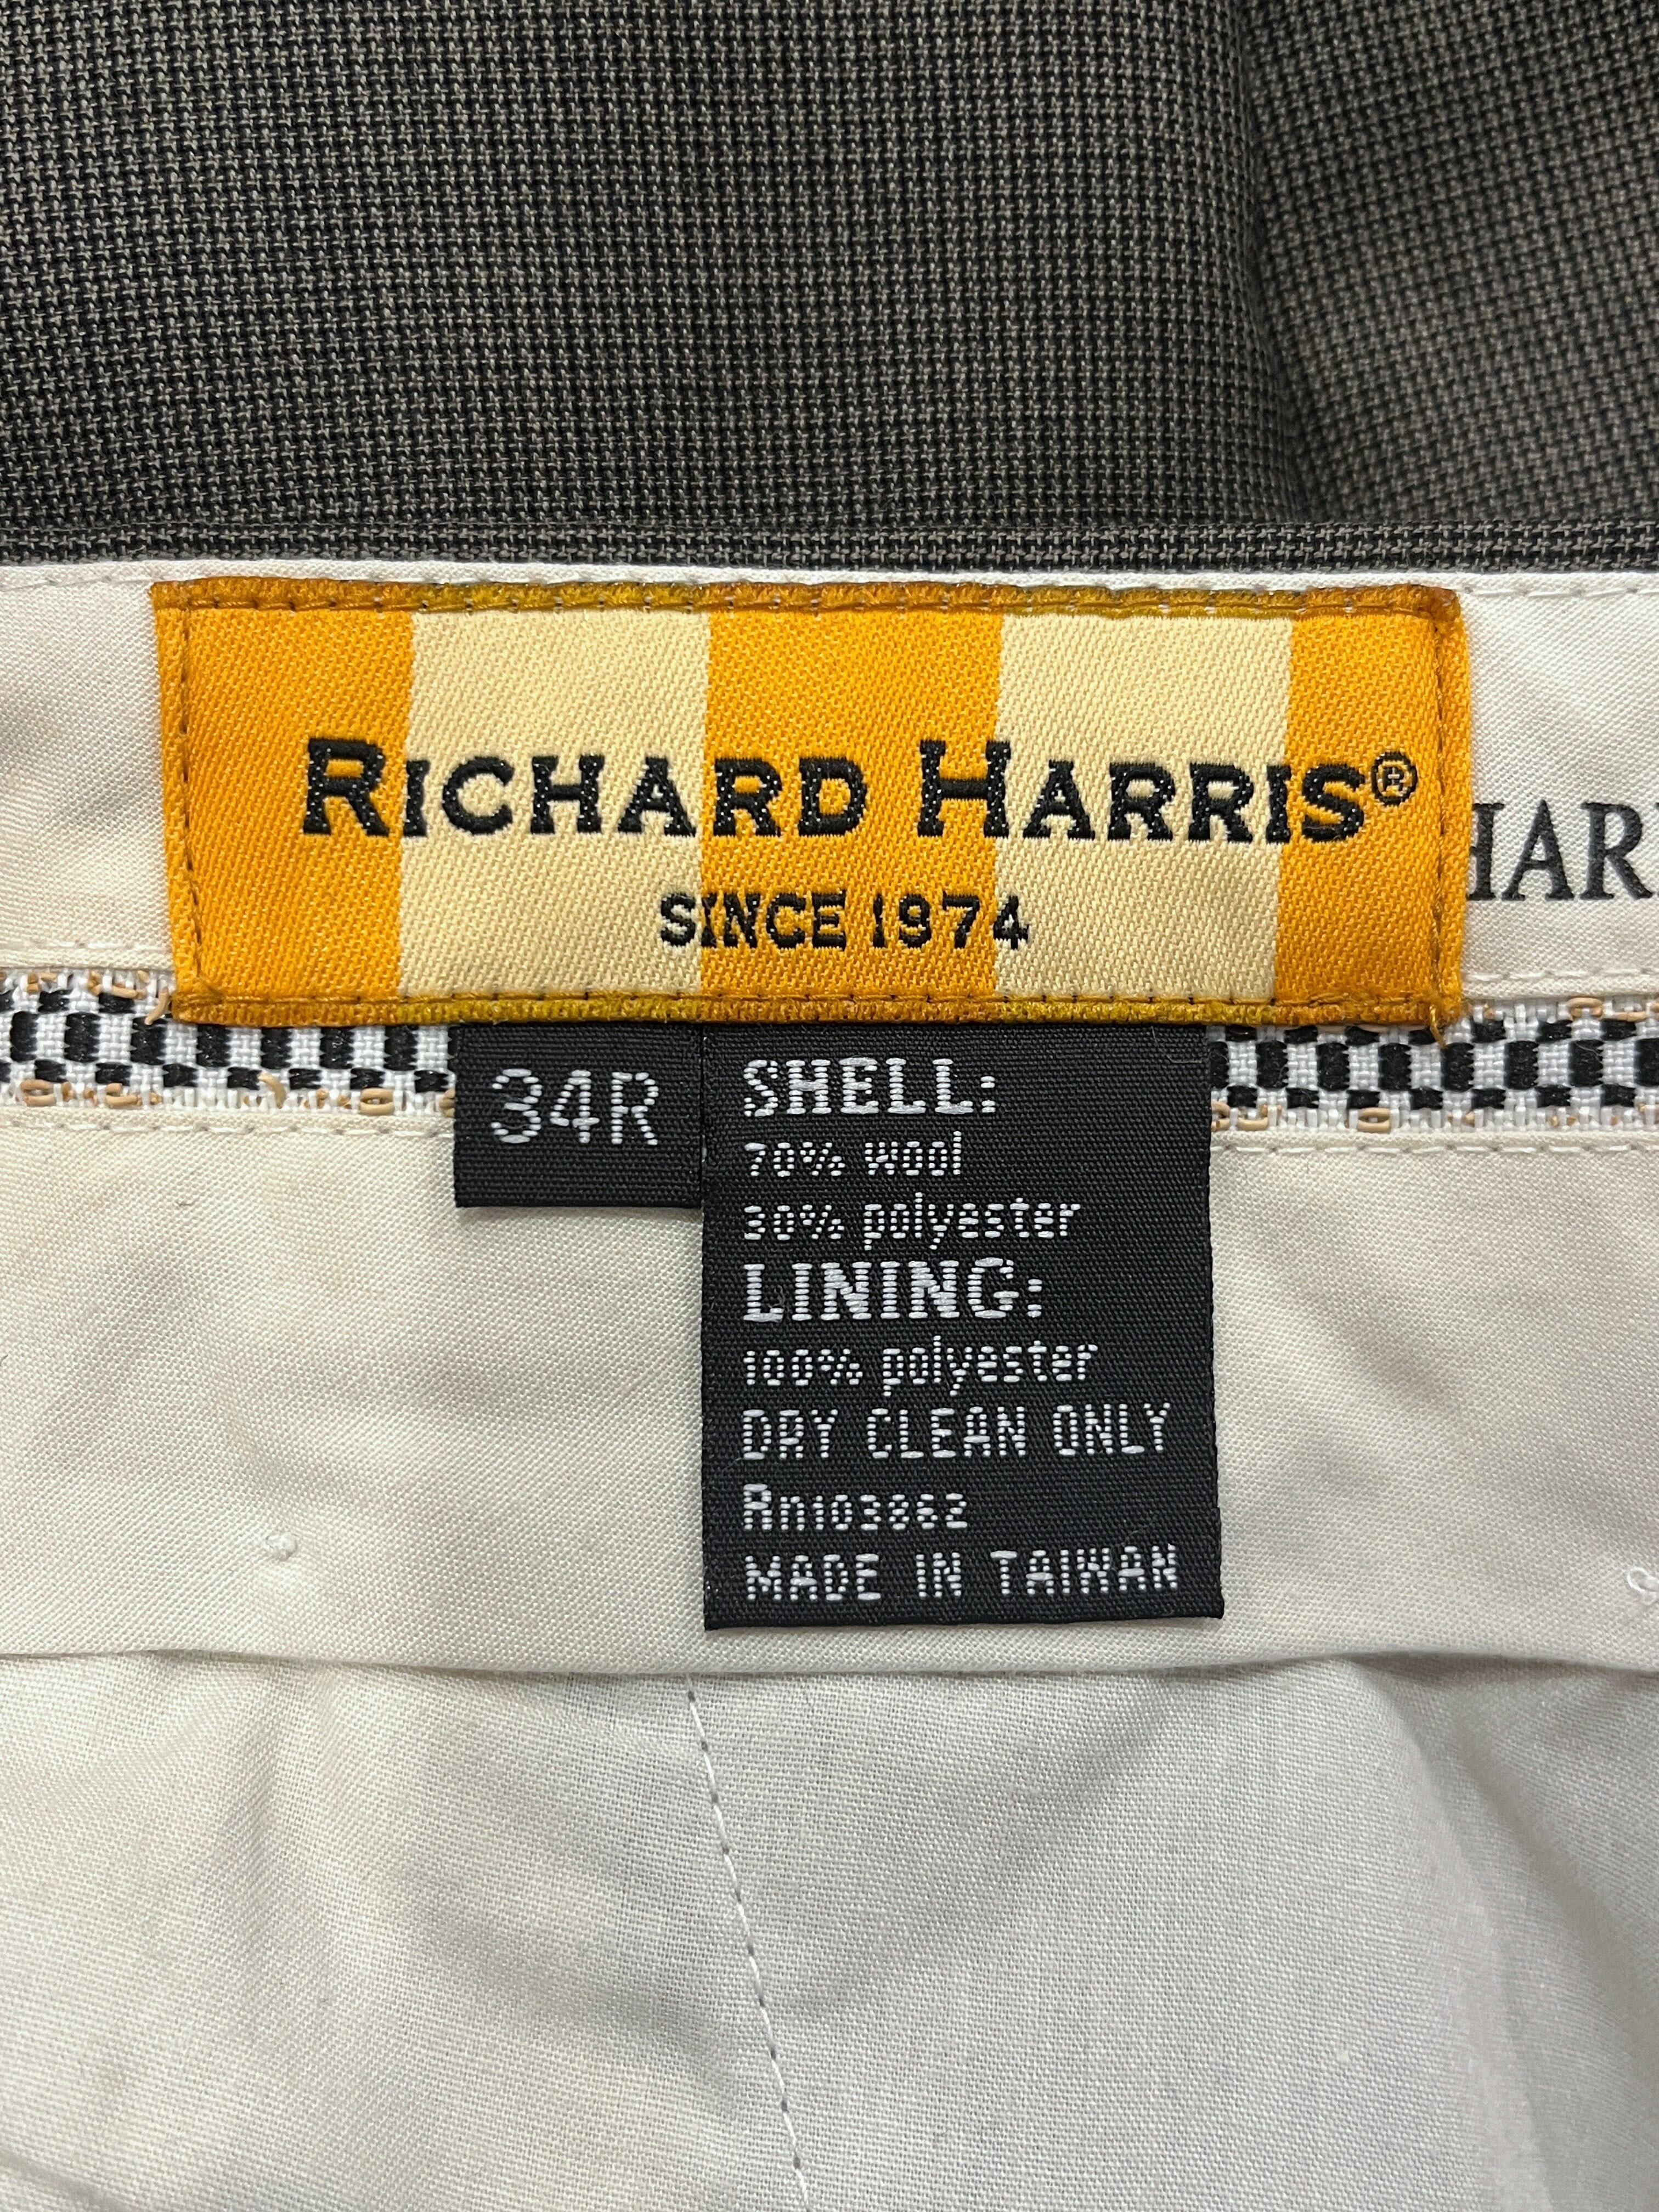 RICHARD HARRIS®
SINCE 1974
HAR
34R
SHELL:
70% wool
30% polyester
LINING:
100% polyester
DRY CLEAN ONLY
Rn103862
MADE IN TAIWAN